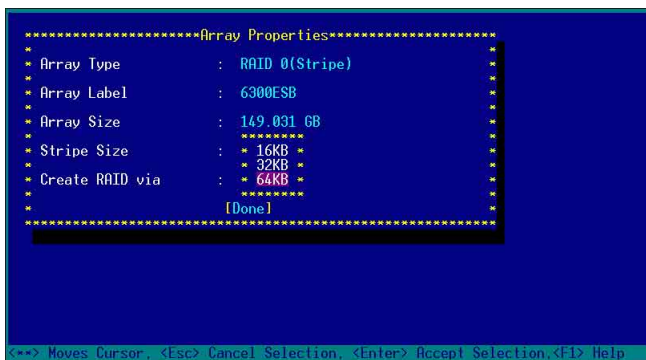 **********************Array Properties*********************
Array Type : RAID 0(Stripe)
Array Label : 6300ESB
Array Size : 149.031 GB
********
Stripe Size : * 16KB *
* 32KB *
Create RAID via : * 64KB *
********
[Done]
<**> Moves Cursor, <Esc> Cancel Selection, <Enter> Accept Selection,<F1> Help